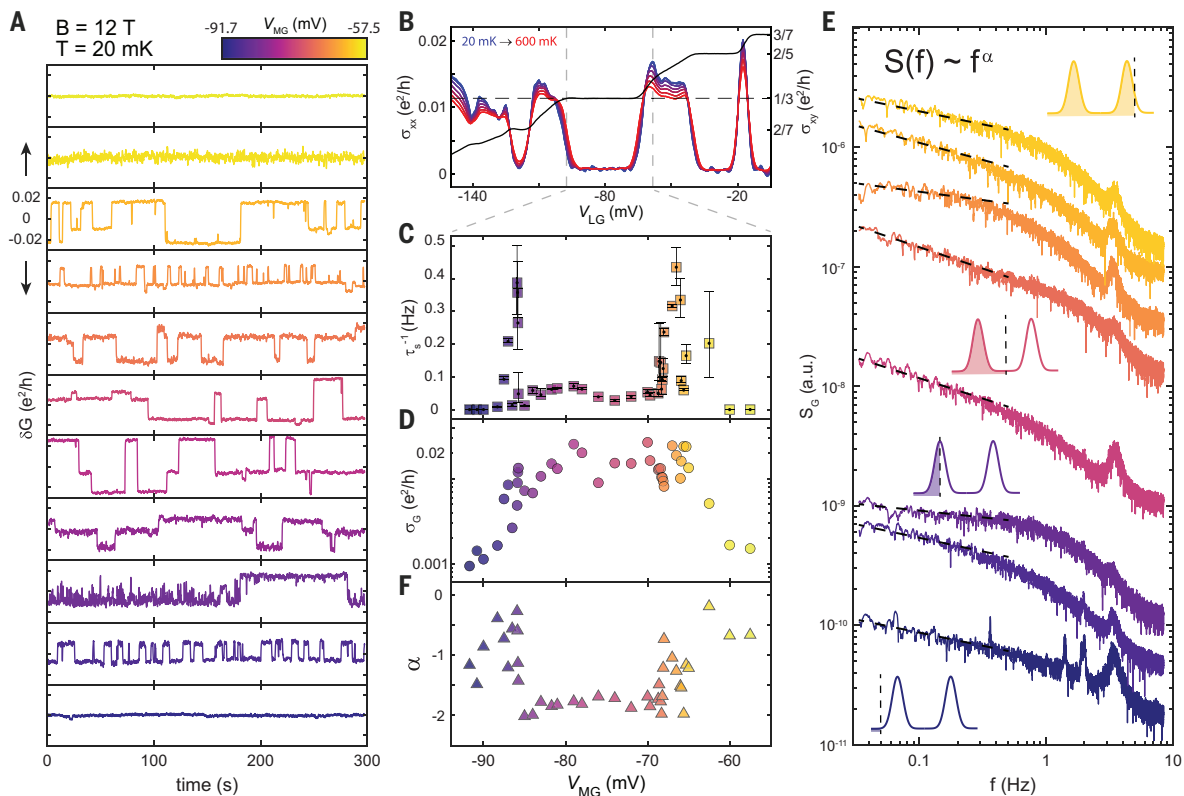 A
B = 12 T
T = 20 mK
-91.7
V_MG (mV)
-57.5
0.02
0
-0.02
δG (e²/h)
0
100
200
300
time (s)
B
20 mK → 600 mK
0.02
0.01
0
σ_xx (e²/h)
3/7
2/5
1/3
2/7
σ_xy (e²/h)
-140
-80
-20
V_LG (mV)
C
0.5
0.4
0.3
0.2
0.1
0
τ_s⁻¹ (Hz)
D
0.02
0.001
σ_G (e²/h)
F
0
-1
-2
α
-90
-80
-70
-60
V_MG (mV)
E
S(f) ~ f^α
10⁻⁶
10⁻⁷
10⁻⁸
10⁻⁹
10⁻¹⁰
10⁻¹¹
S_G (a.u.)
0.1
1
10
f (Hz)